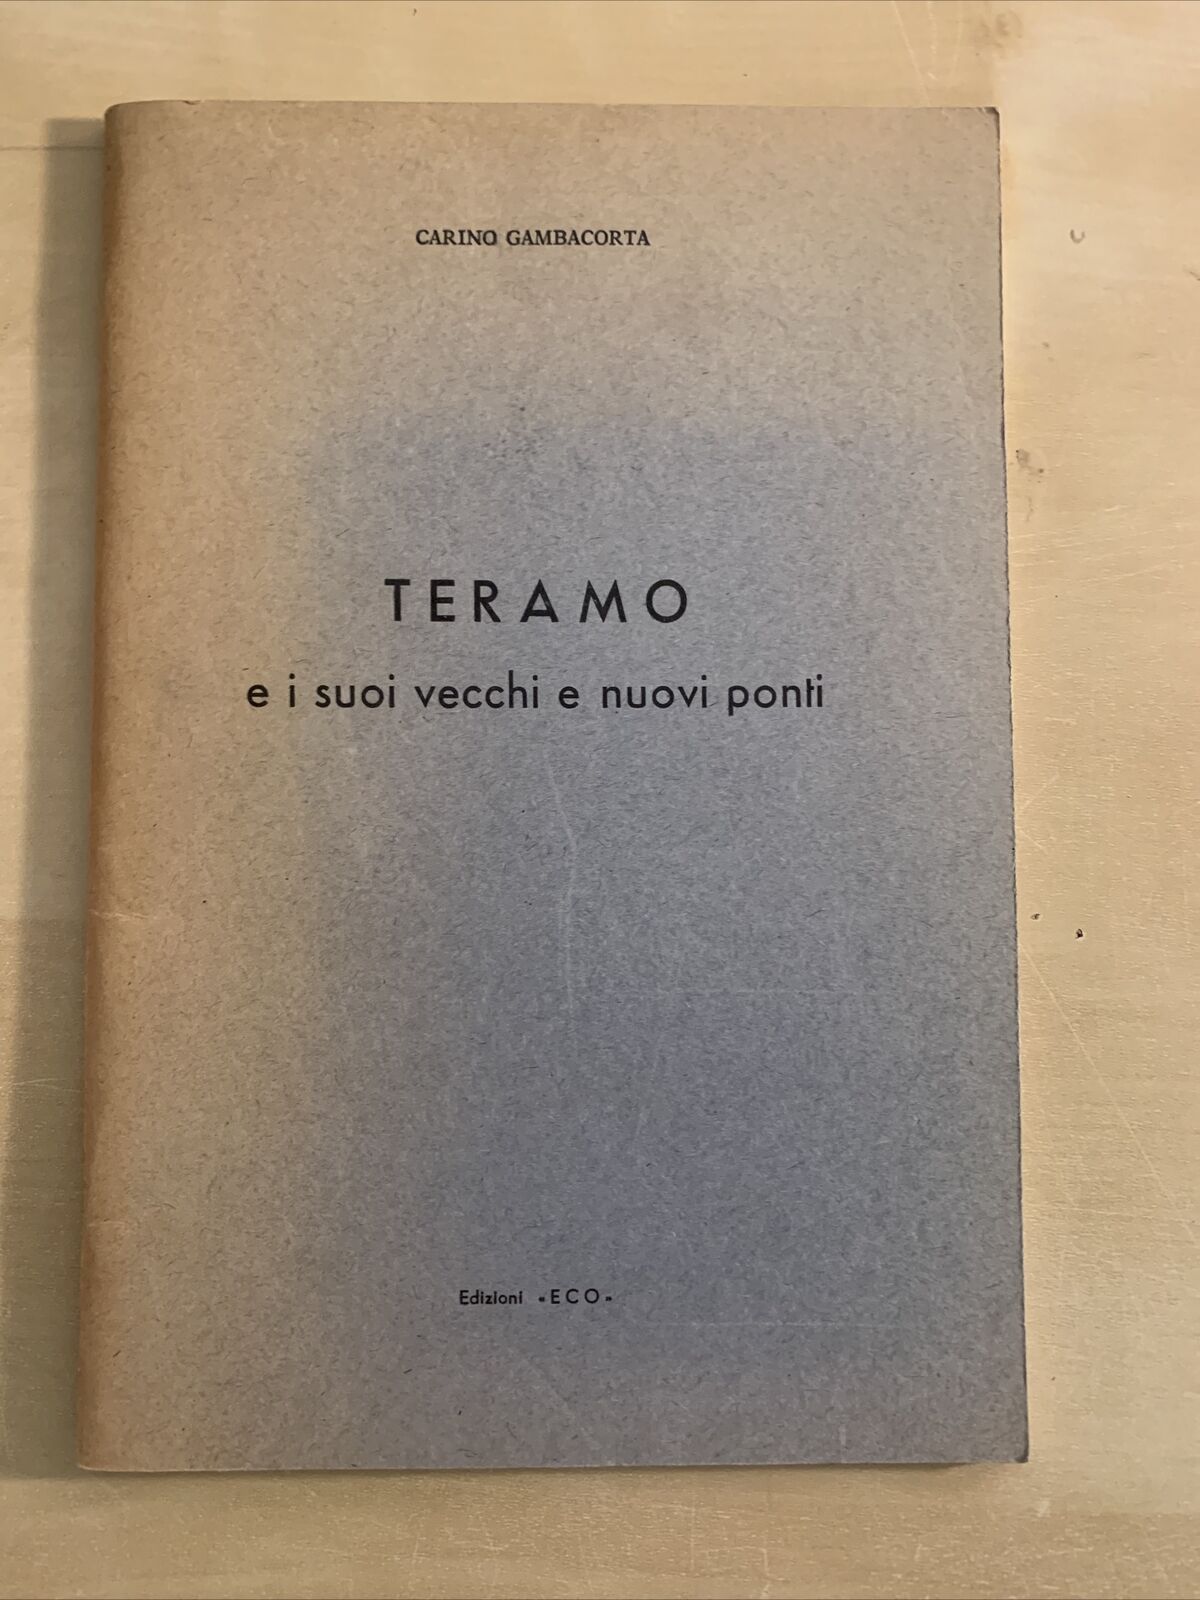 CARINO GAMBACORTA
TERAMO
e i suoi vecchi e nuovi ponti
Edizioni «ECO»